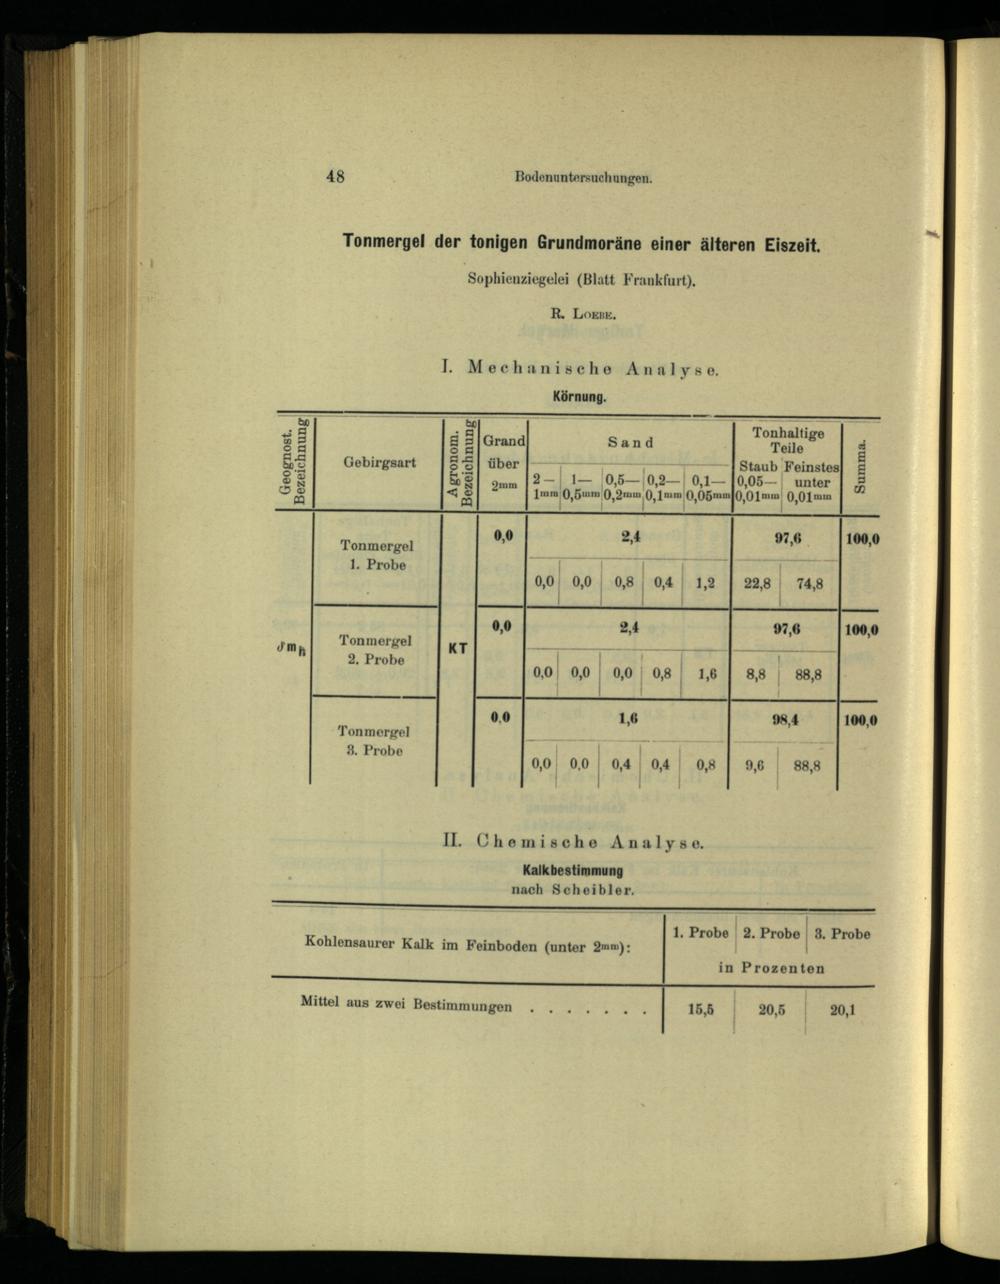 48 Bodenuntersuchungen.
Tonmergel der tonigen Grundmoräne einer älteren Eiszeit.
Sophienziegelei (Blatt Frankfurt).
R. LOEBE.
I. Mechanische Analyse.
Körnung.
Geognost. Bezeichnung | Gebirgsart | Agronom. Bezeichnung | Grand über 2mm | Sand | Tonhaltige Teile | Summa.
2— 1mm | 1— 0,5mm | 0,5— 0,2mm | 0,2— 0,1mm | 0,1— 0,05mm | Staub 0,05— 0,01mm | Feinstes unter 0,01mm
Tonmergel 1. Probe | 0,0 | 2,4 | 97,6 | 100,0
0,0 | 0,0 | 0,8 | 0,4 | 1,2 | 22,8 | 74,8
δmh | Tonmergel 2. Probe | KT | 0,0 | 2,4 | 97,6 | 100,0
0,0 | 0,0 | 0,0 | 0,8 | 1,6 | 8,8 | 88,8
Tonmergel 3. Probe | 0,0 | 1,6 | 98,4 | 100,0
0,0 | 0,0 | 0,4 | 0,4 | 0,8 | 9,6 | 88,8
II. Chemische Analyse.
Kalkbestimmung
nach Scheibler.
Kohlensaurer Kalk im Feinboden (unter 2mm): | 1. Probe | 2. Probe | 3. Probe
in Prozenten
Mittel aus zwei Bestimmungen . . . . . . . | 15,5 | 20,5 | 20,1